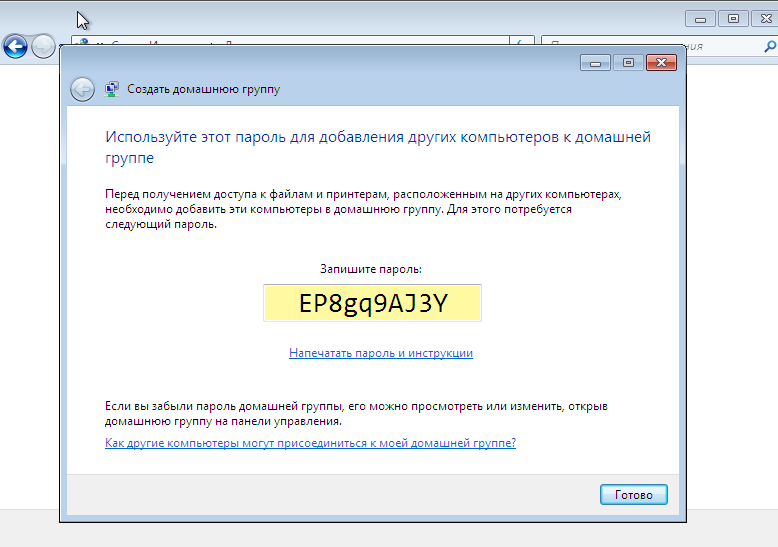 Создать домашнюю группу
Используйте этот пароль для добавления других компьютеров к домашней
группе
Перед получением доступа к файлам и принтерам, расположенным на других компьютерах,
необходимо добавить эти компьютеры в домашнюю группу. Для этого потребуется
следующий пароль.
Запишите пароль:
EP8gq9AJ3Y
Напечатать пароль и инструкции
Если вы забыли пароль домашней группы, его можно просмотреть или изменить, открыв
домашнюю группу на панели управления.
Как другие компьютеры могут присоединиться к моей домашней группе?
Готово